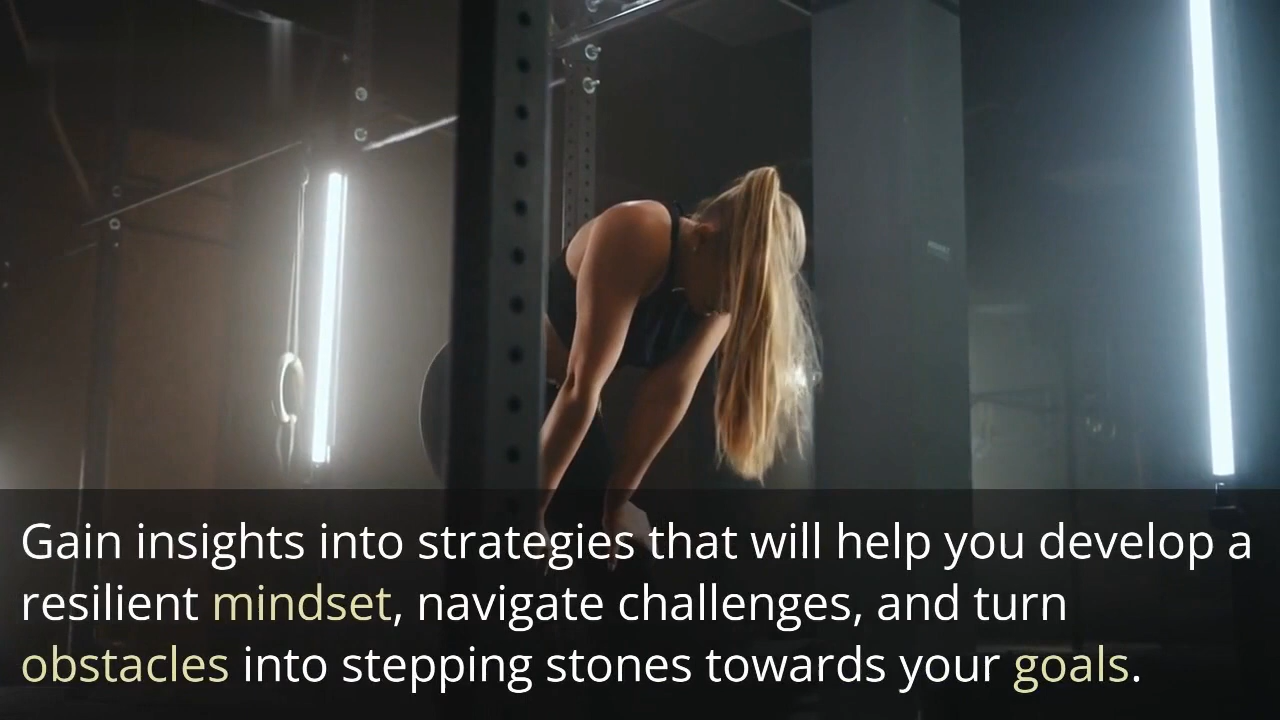 Gain insights into strategies that will help you develop a
resilient mindset, navigate challenges, and turn
obstacles into stepping stones towards your goals.